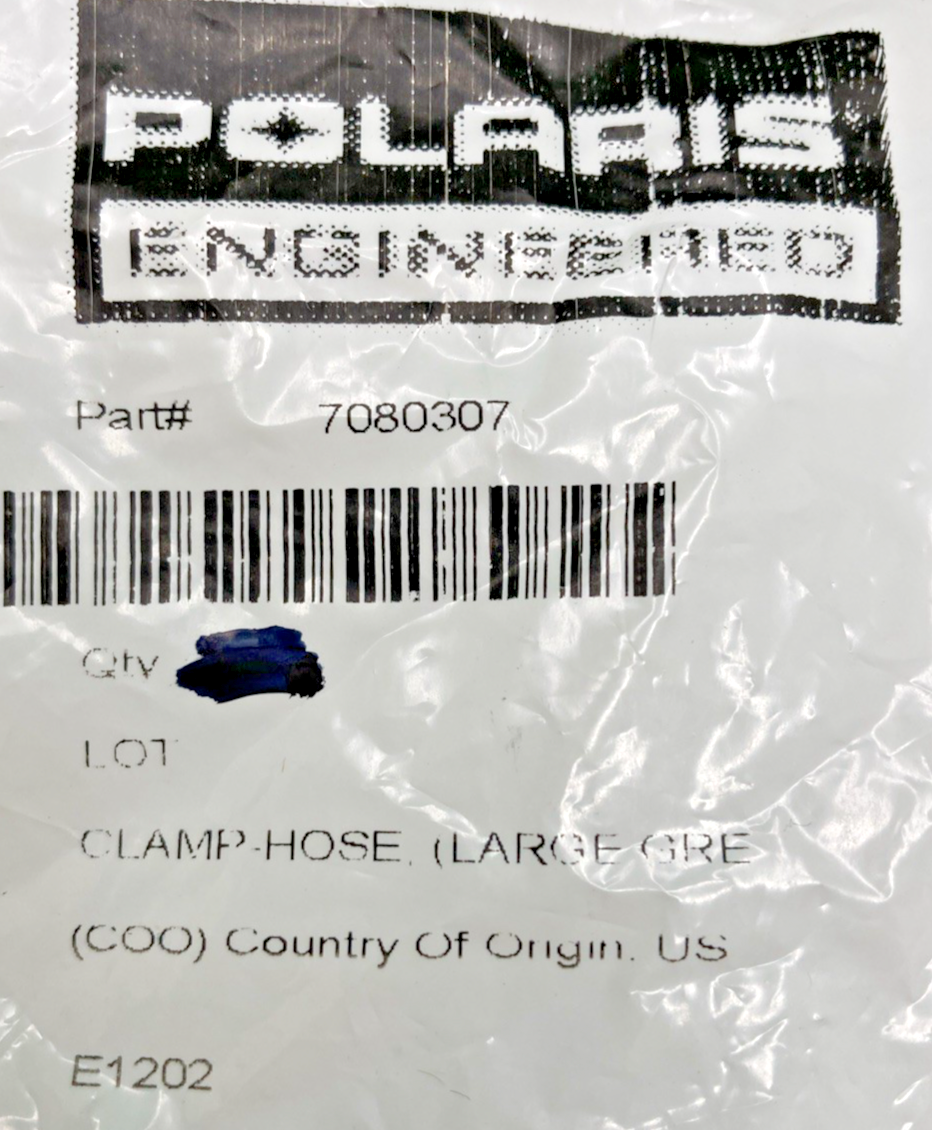 POLARIS
ENGINEERED
Part# 7080307
Qty
LOT
CLAMP-HOSE, (LARGE GRE
(COO) Country Of Origin: US
E1202